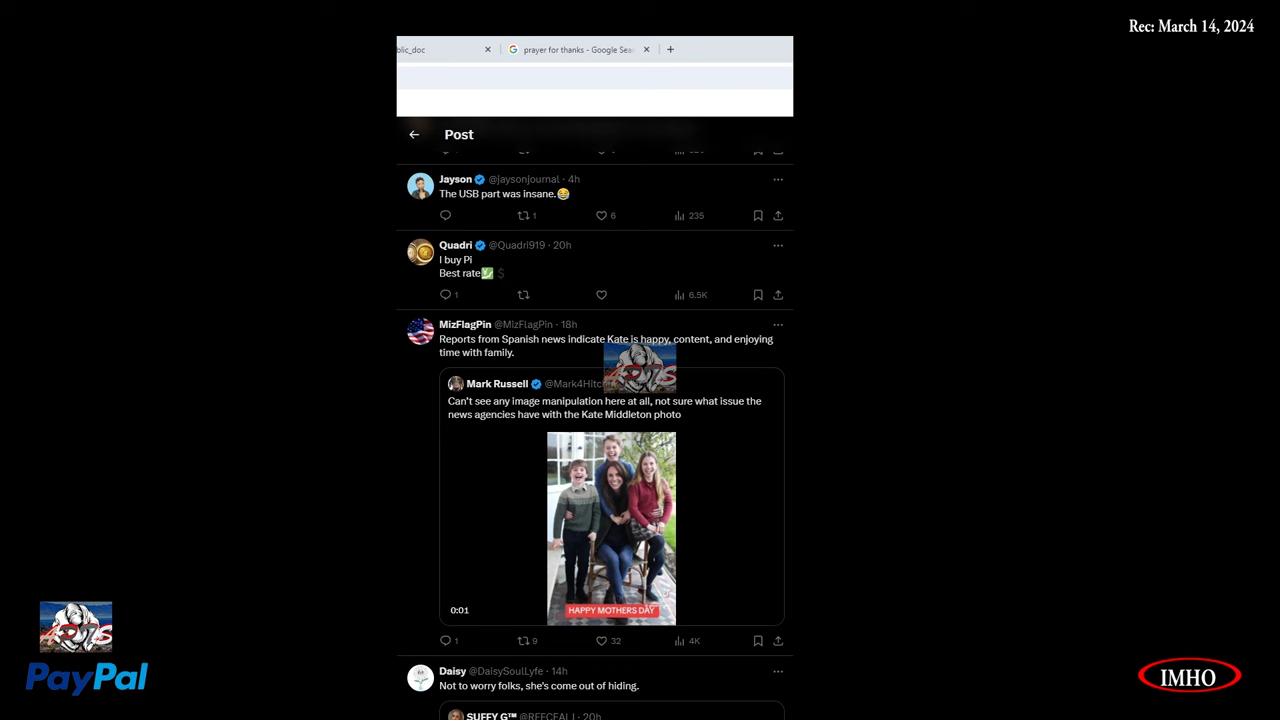 Rec: March 14, 2024
blic_doc
prayer for thanks - Google Sea
Post
Jayson @jaysonjournal · 4h
The USB part was insane.😂
1 6 235
Quadri @Quadri919 · 20h
I buy Pi
Best rate💹 $
1 6.5K
MizFlagPin @MizFlagPin · 18h
Reports from Spanish news indicate Kate is happy, content, and enjoying
time with family.
Mark Russell @Mark4Hitc
Can't see any image manipulation here at all, not sure what issue the
news agencies have with the Kate Middleton photo
0:01
HAPPY MOTHERS DAY
1 9 32 4K
Daisy @DaisySoulLyfe · 14h
Not to worry folks, she's come out of hiding.
SUFFY G™ 20h
PayPal
IMHO